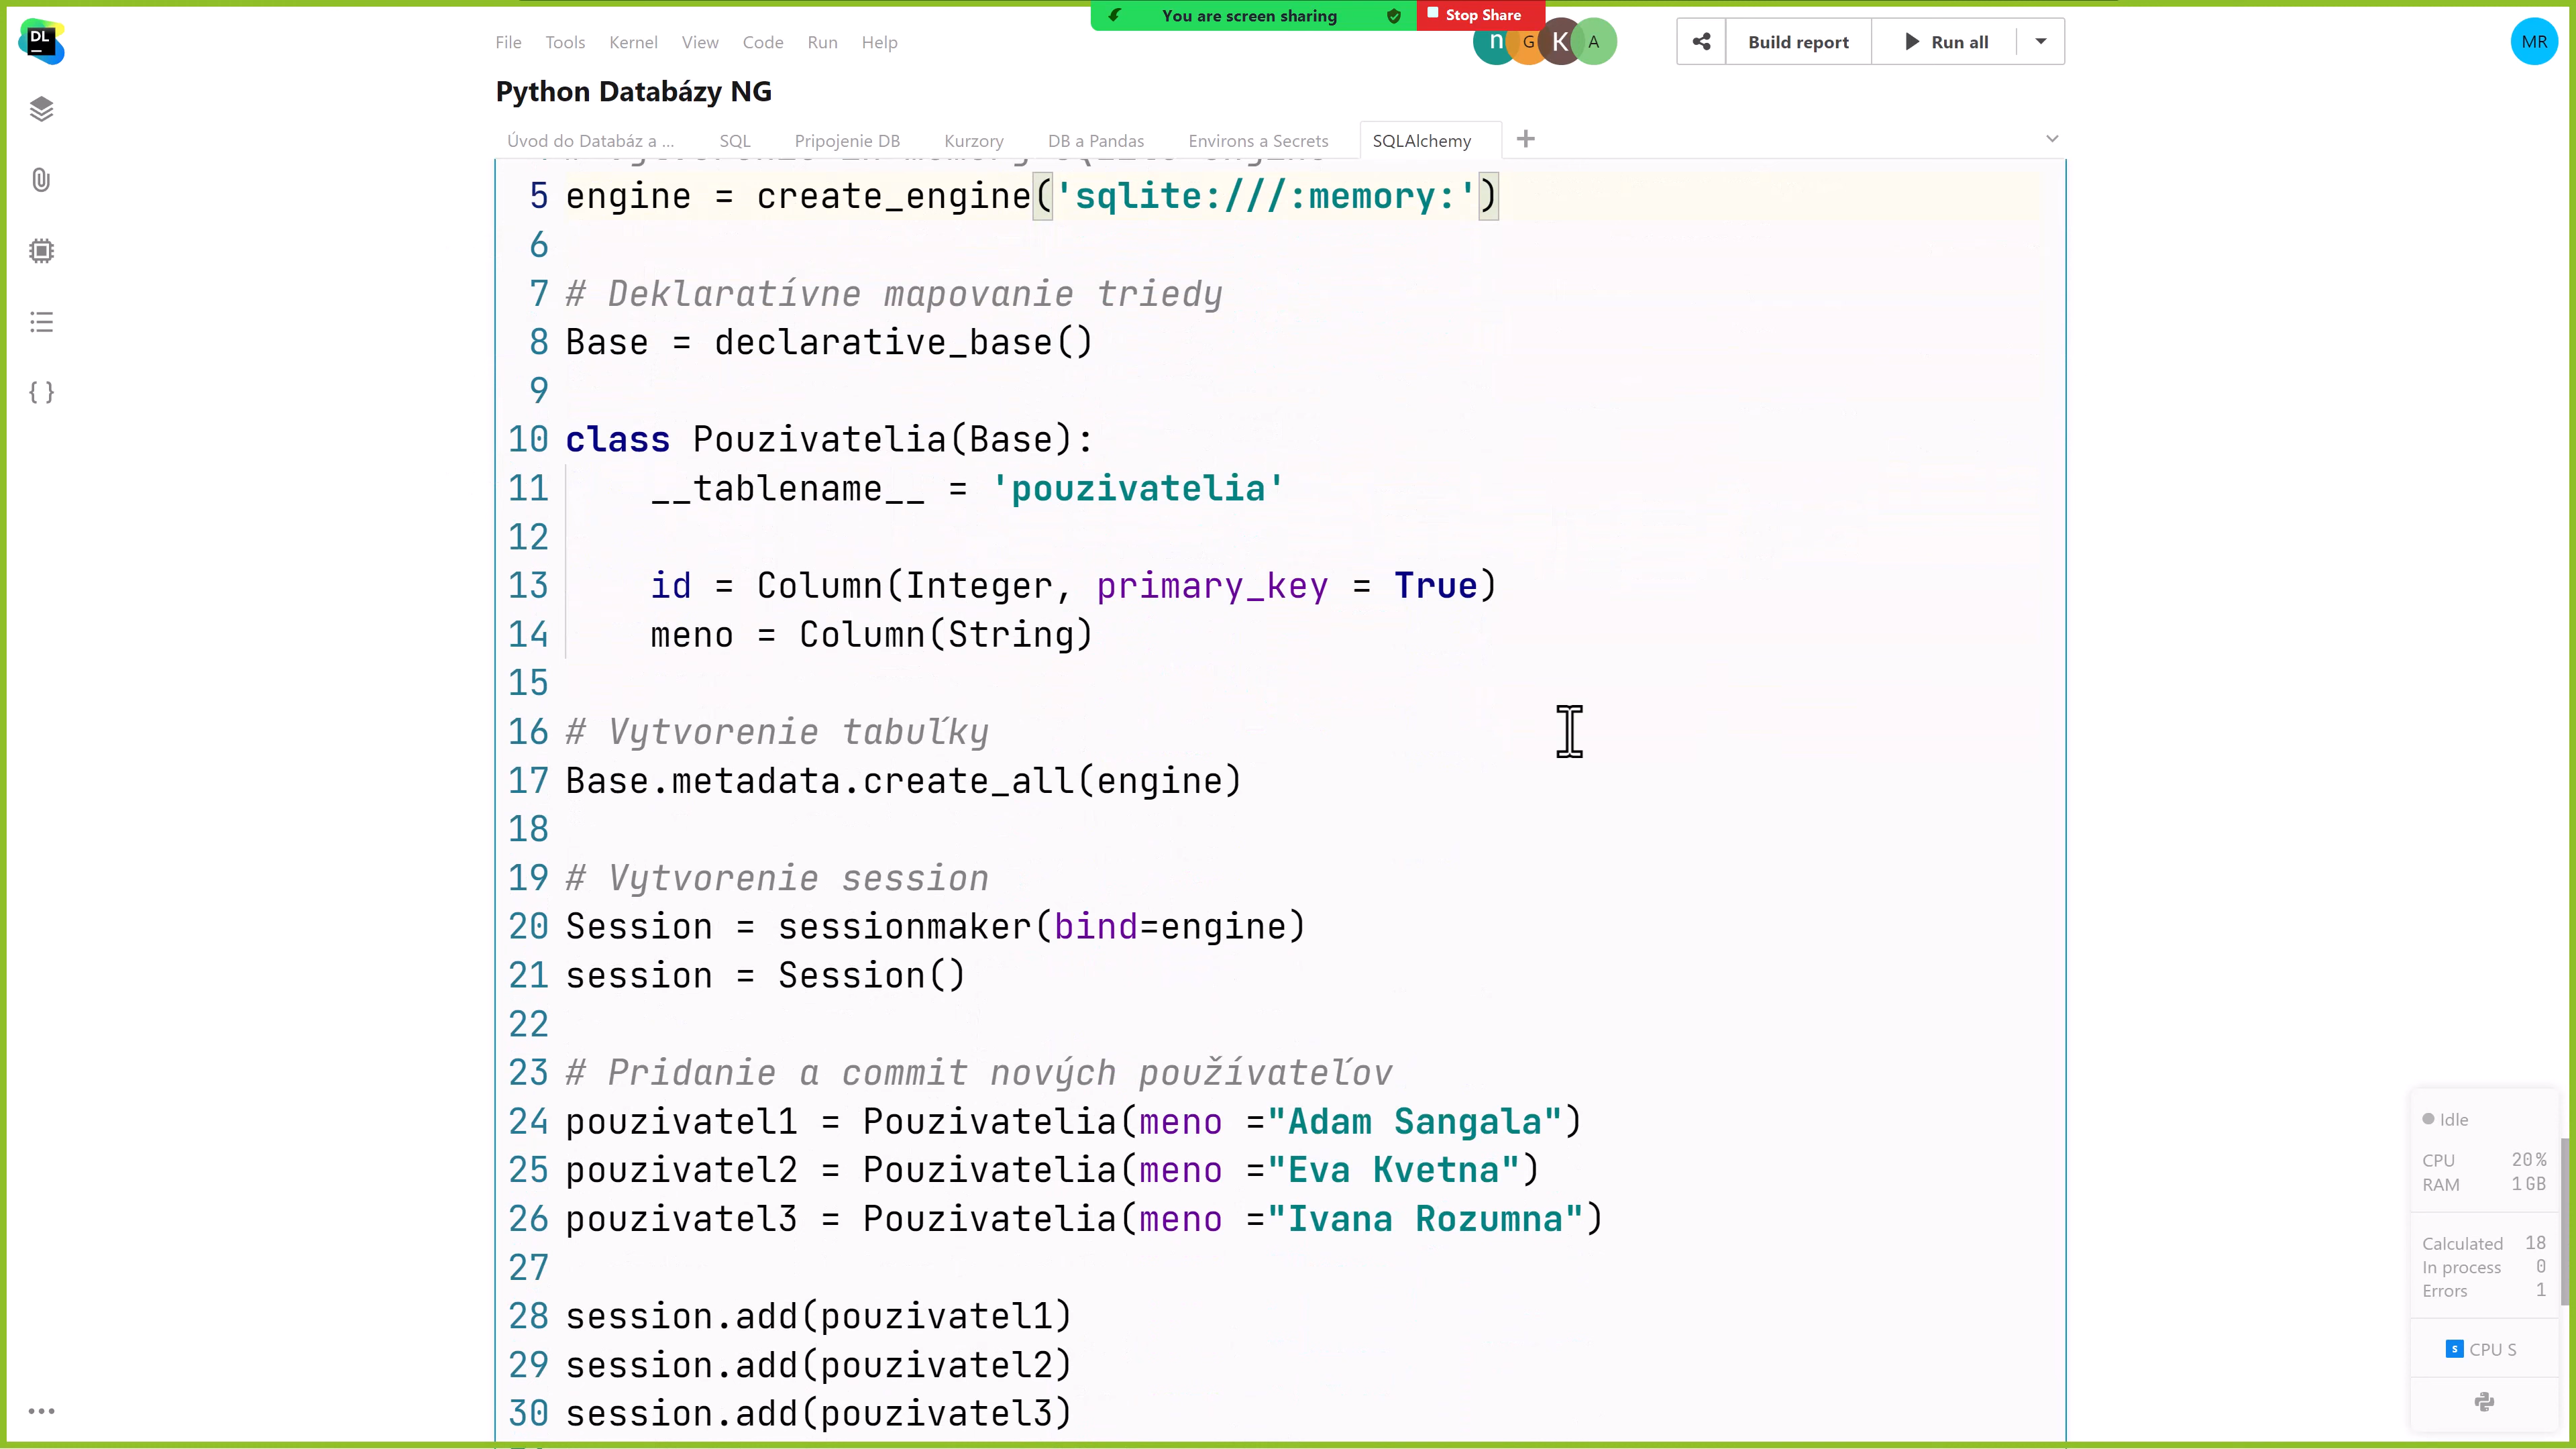 You are screen sharing
Stop Share
DL
File Tools Kernel View Code Run Help
n G K A
Build report
Run all
MR
Python Databázy NG
Úvod do Databáz a ... SQL Pripojenie DB Kurzory DB a Pandas Environs a Secrets SQLAlchemy
5 engine = create_engine('sqlite:///:memory:')
6
7 # Deklaratívne mapovanie triedy
8 Base = declarative_base()
9
10 class Pouzivatelia(Base):
11 __tablename__ = 'pouzivatelia'
12
13 id = Column(Integer, primary_key = True)
14 meno = Column(String)
15
16 # Vytvorenie tabuľky
17 Base.metadata.create_all(engine)
18
19 # Vytvorenie session
20 Session = sessionmaker(bind=engine)
21 session = Session()
22
23 # Pridanie a commit nových používateľov
24 pouzivatel1 = Pouzivatelia(meno ="Adam Sangala")
25 pouzivatel2 = Pouzivatelia(meno ="Eva Kvetna")
26 pouzivatel3 = Pouzivatelia(meno ="Ivana Rozumna")
27
28 session.add(pouzivatel1)
29 session.add(pouzivatel2)
30 session.add(pouzivatel3)
Idle
CPU 20%
RAM 1 GB
Calculated 18
In process 0
Errors 1
S CPU S